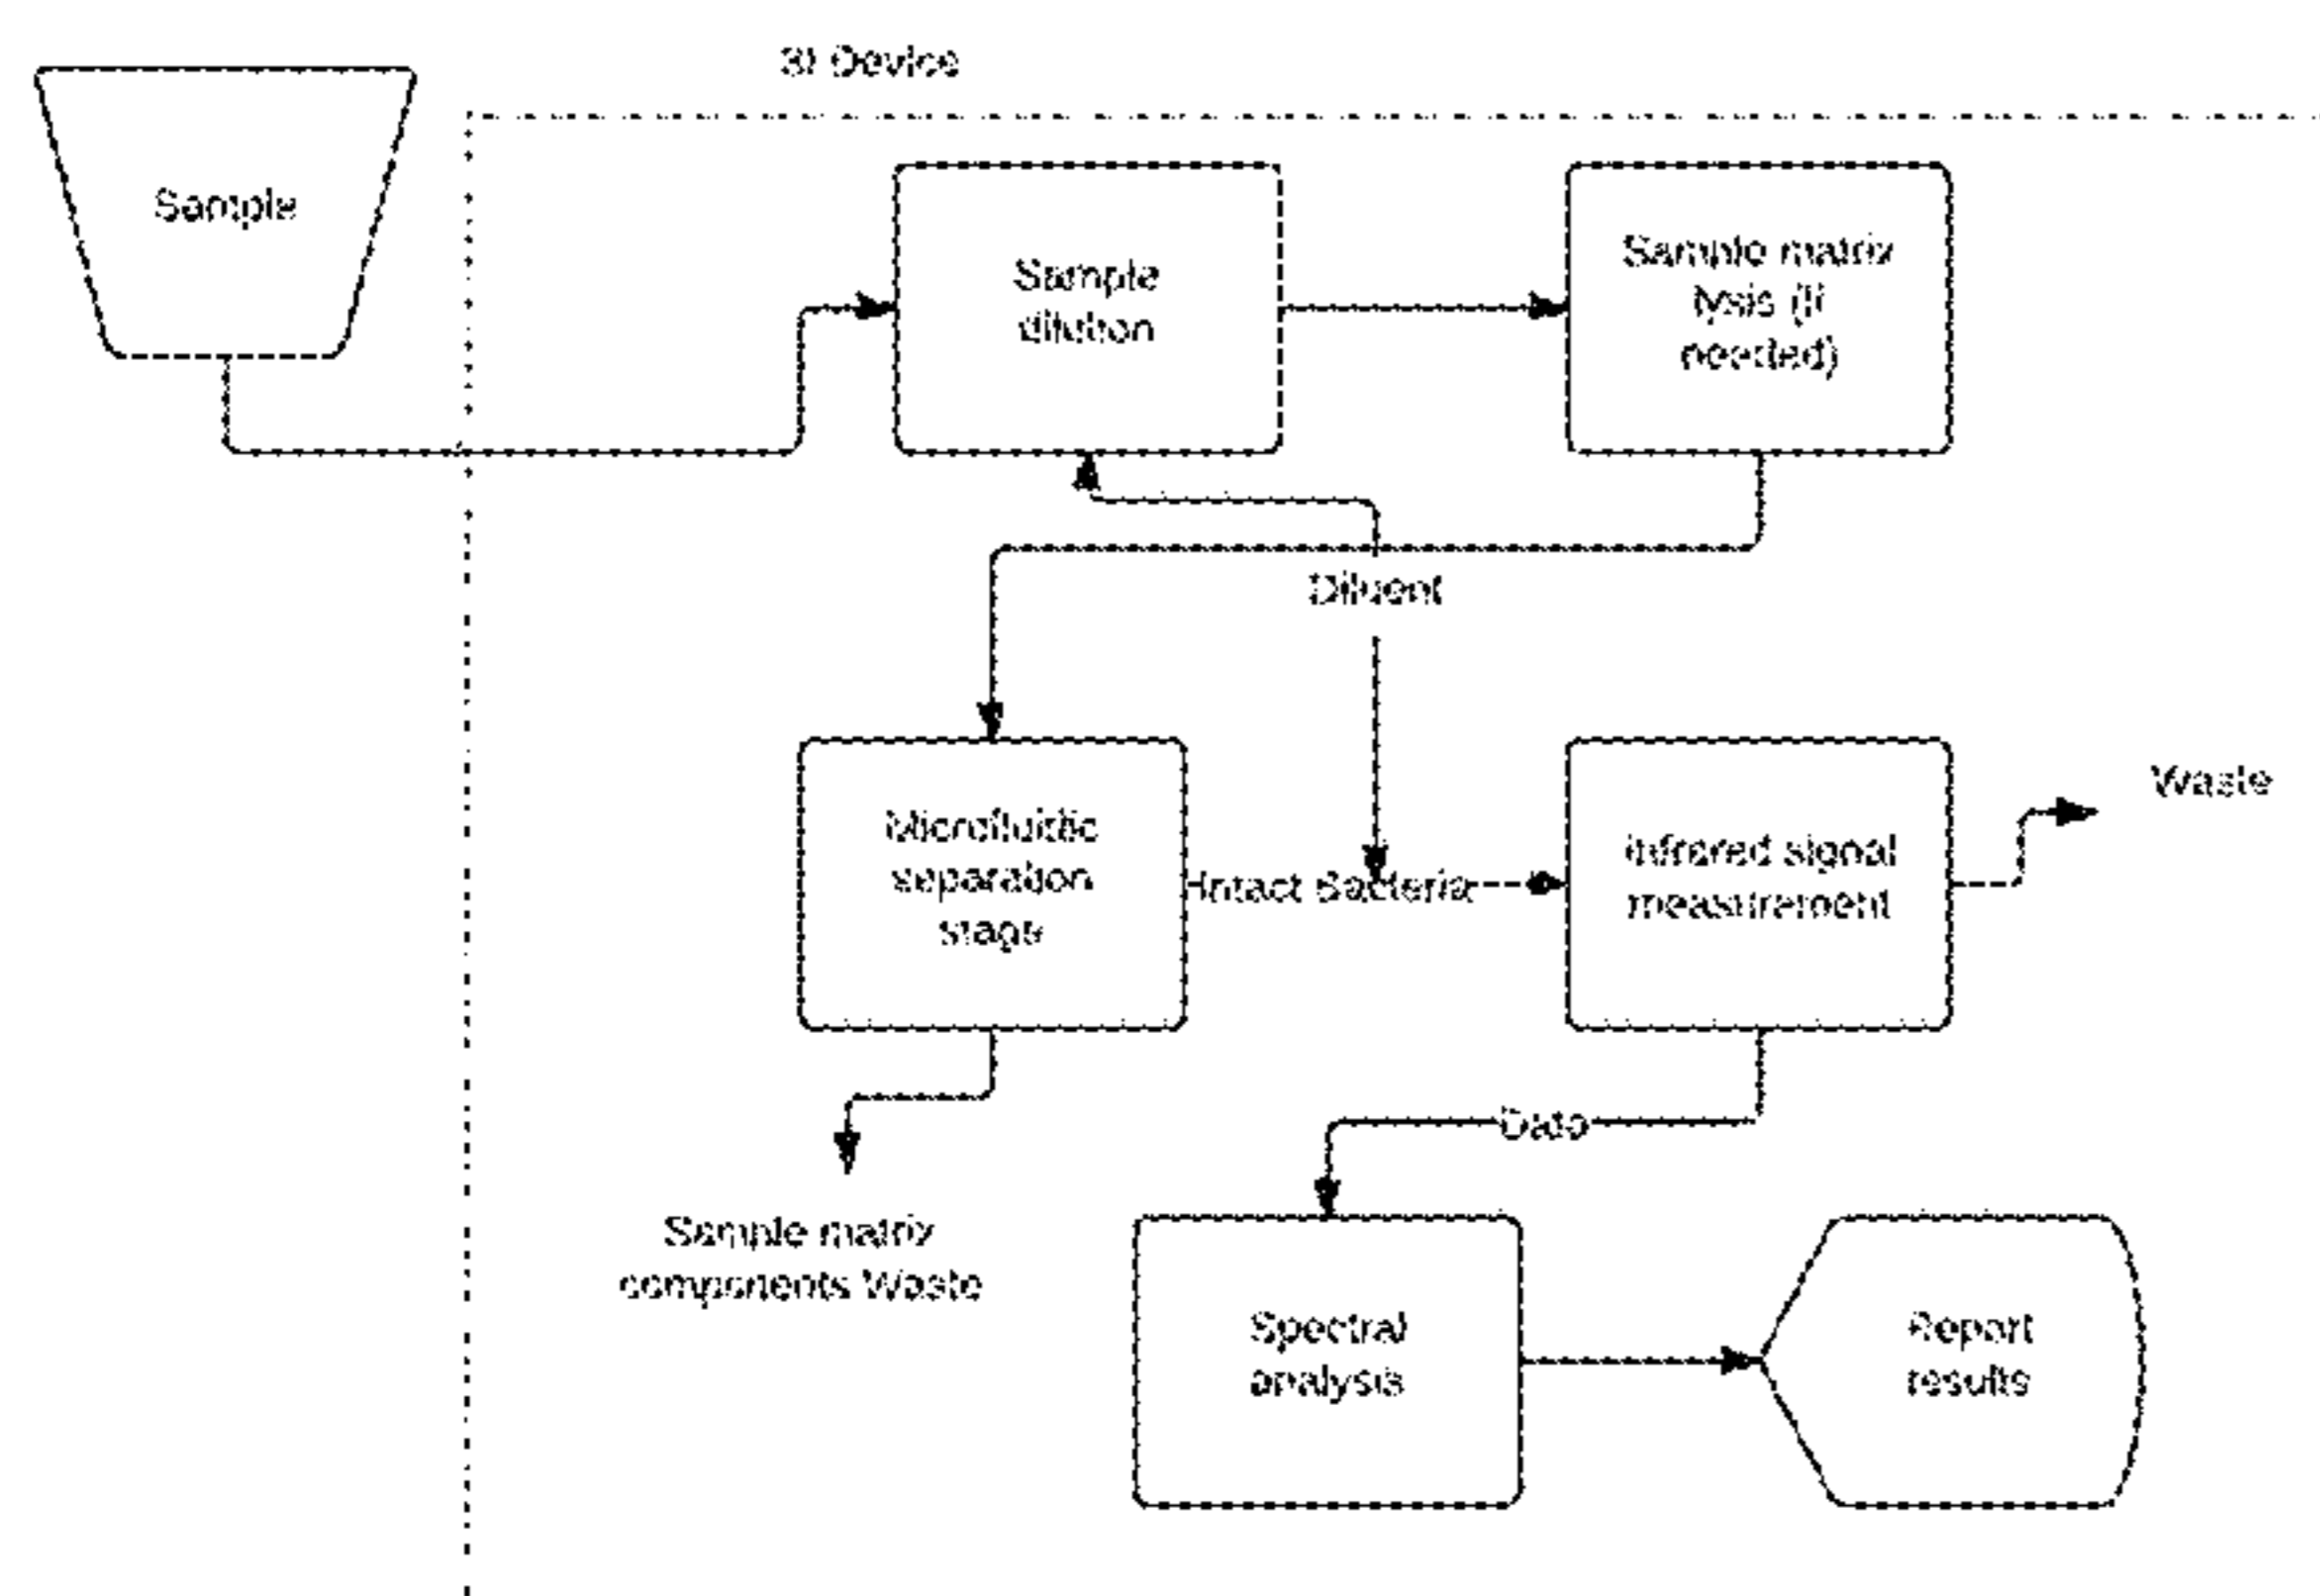 Device
Sample
Sample
dilution
Sample matrix
lysis (if
needed)
Diluent
Microfluidic
separation
stage
Intact Bacteria
infrared signal
measurement
Waste
Data
Sample matrix
components Waste
Spectral
analysis
Report
results